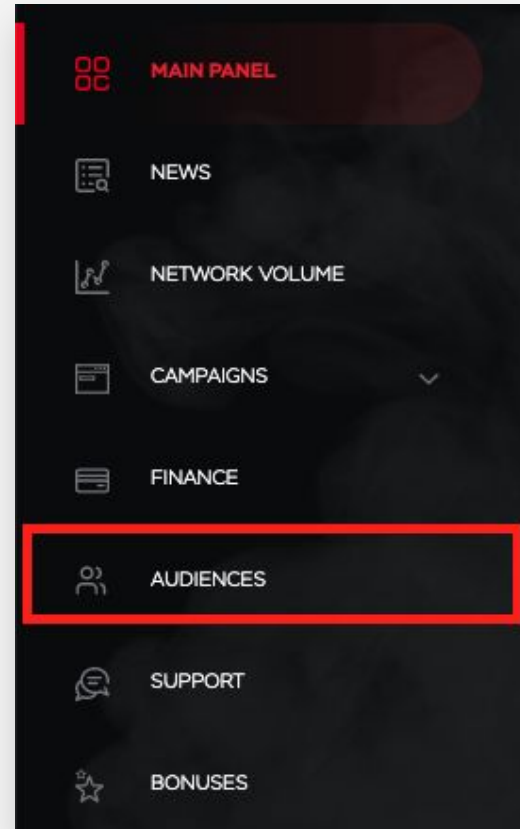 MAIN PANEL
NEWS
NETWORK VOLUME
CAMPAIGNS
FINANCE
AUDIENCES
SUPPORT
BONUSES